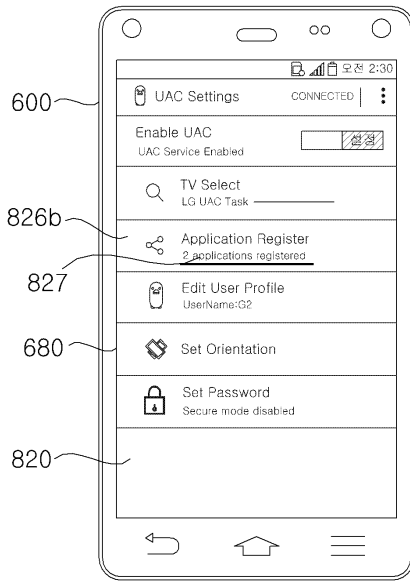 오전 2:30
600
UAC Settings CONNECTED
Enable UAC
UAC Service Enabled
설정
TV Select
LG UAC Task
826b
Application Register
2 applications registered
827
Edit User Profile
UserName:G2
680
Set Orientation
Set Password
Secure mode disabled
820